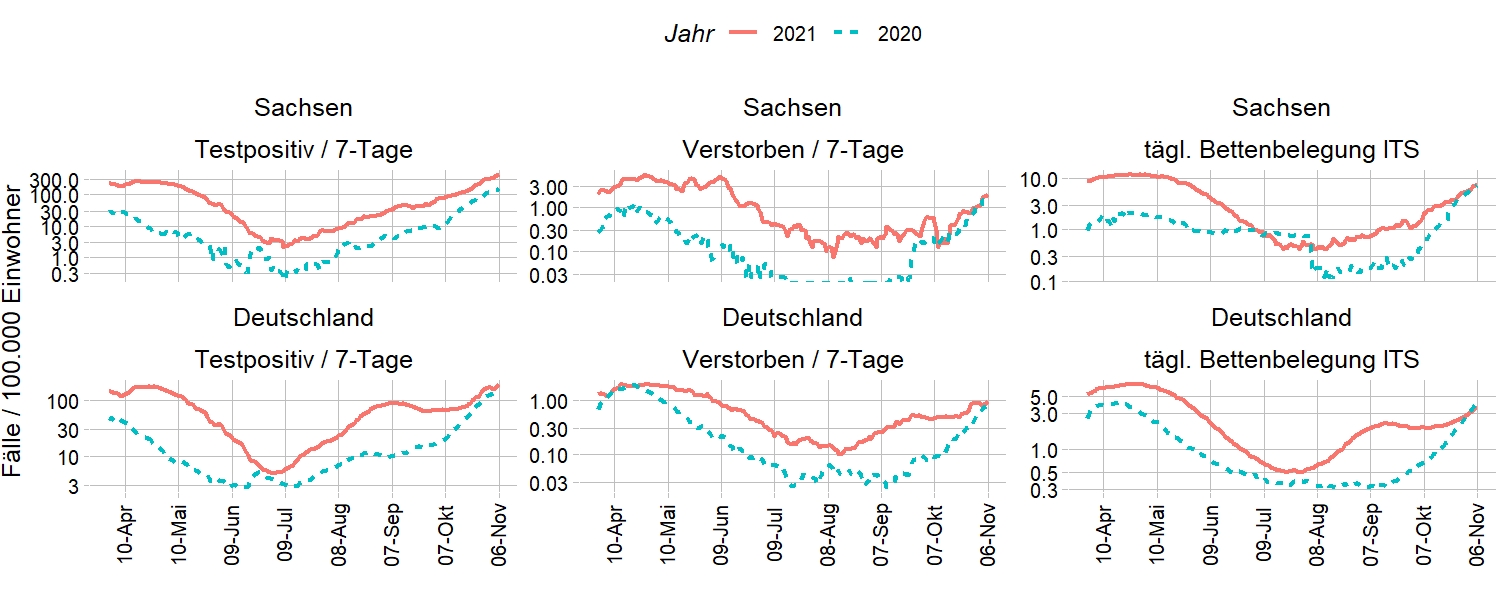 Jahr 2021 2020
Fälle / 100.000 Einwohner
Sachsen
Testpositiv / 7-Tage
300.0
100.0
30.0
10.0
3.0
1.0
0.3
Sachsen
Verstorben / 7-Tage
3.00
1.00
0.30
0.10
0.03
Sachsen
tägl. Bettenbelegung ITS
10.0
3.0
1.0
0.3
0.1
Deutschland
Testpositiv / 7-Tage
100
30
10
3
10-Apr
10-Mai
09-Jun
09-Jul
08-Aug
07-Sep
07-Okt
06-Nov
Deutschland
Verstorben / 7-Tage
1.00
0.30
0.10
0.03
10-Apr
10-Mai
09-Jun
09-Jul
08-Aug
07-Sep
07-Okt
06-Nov
Deutschland
tägl. Bettenbelegung ITS
5.0
3.0
1.0
0.5
0.3
10-Apr
10-Mai
09-Jun
09-Jul
08-Aug
07-Sep
07-Okt
06-Nov